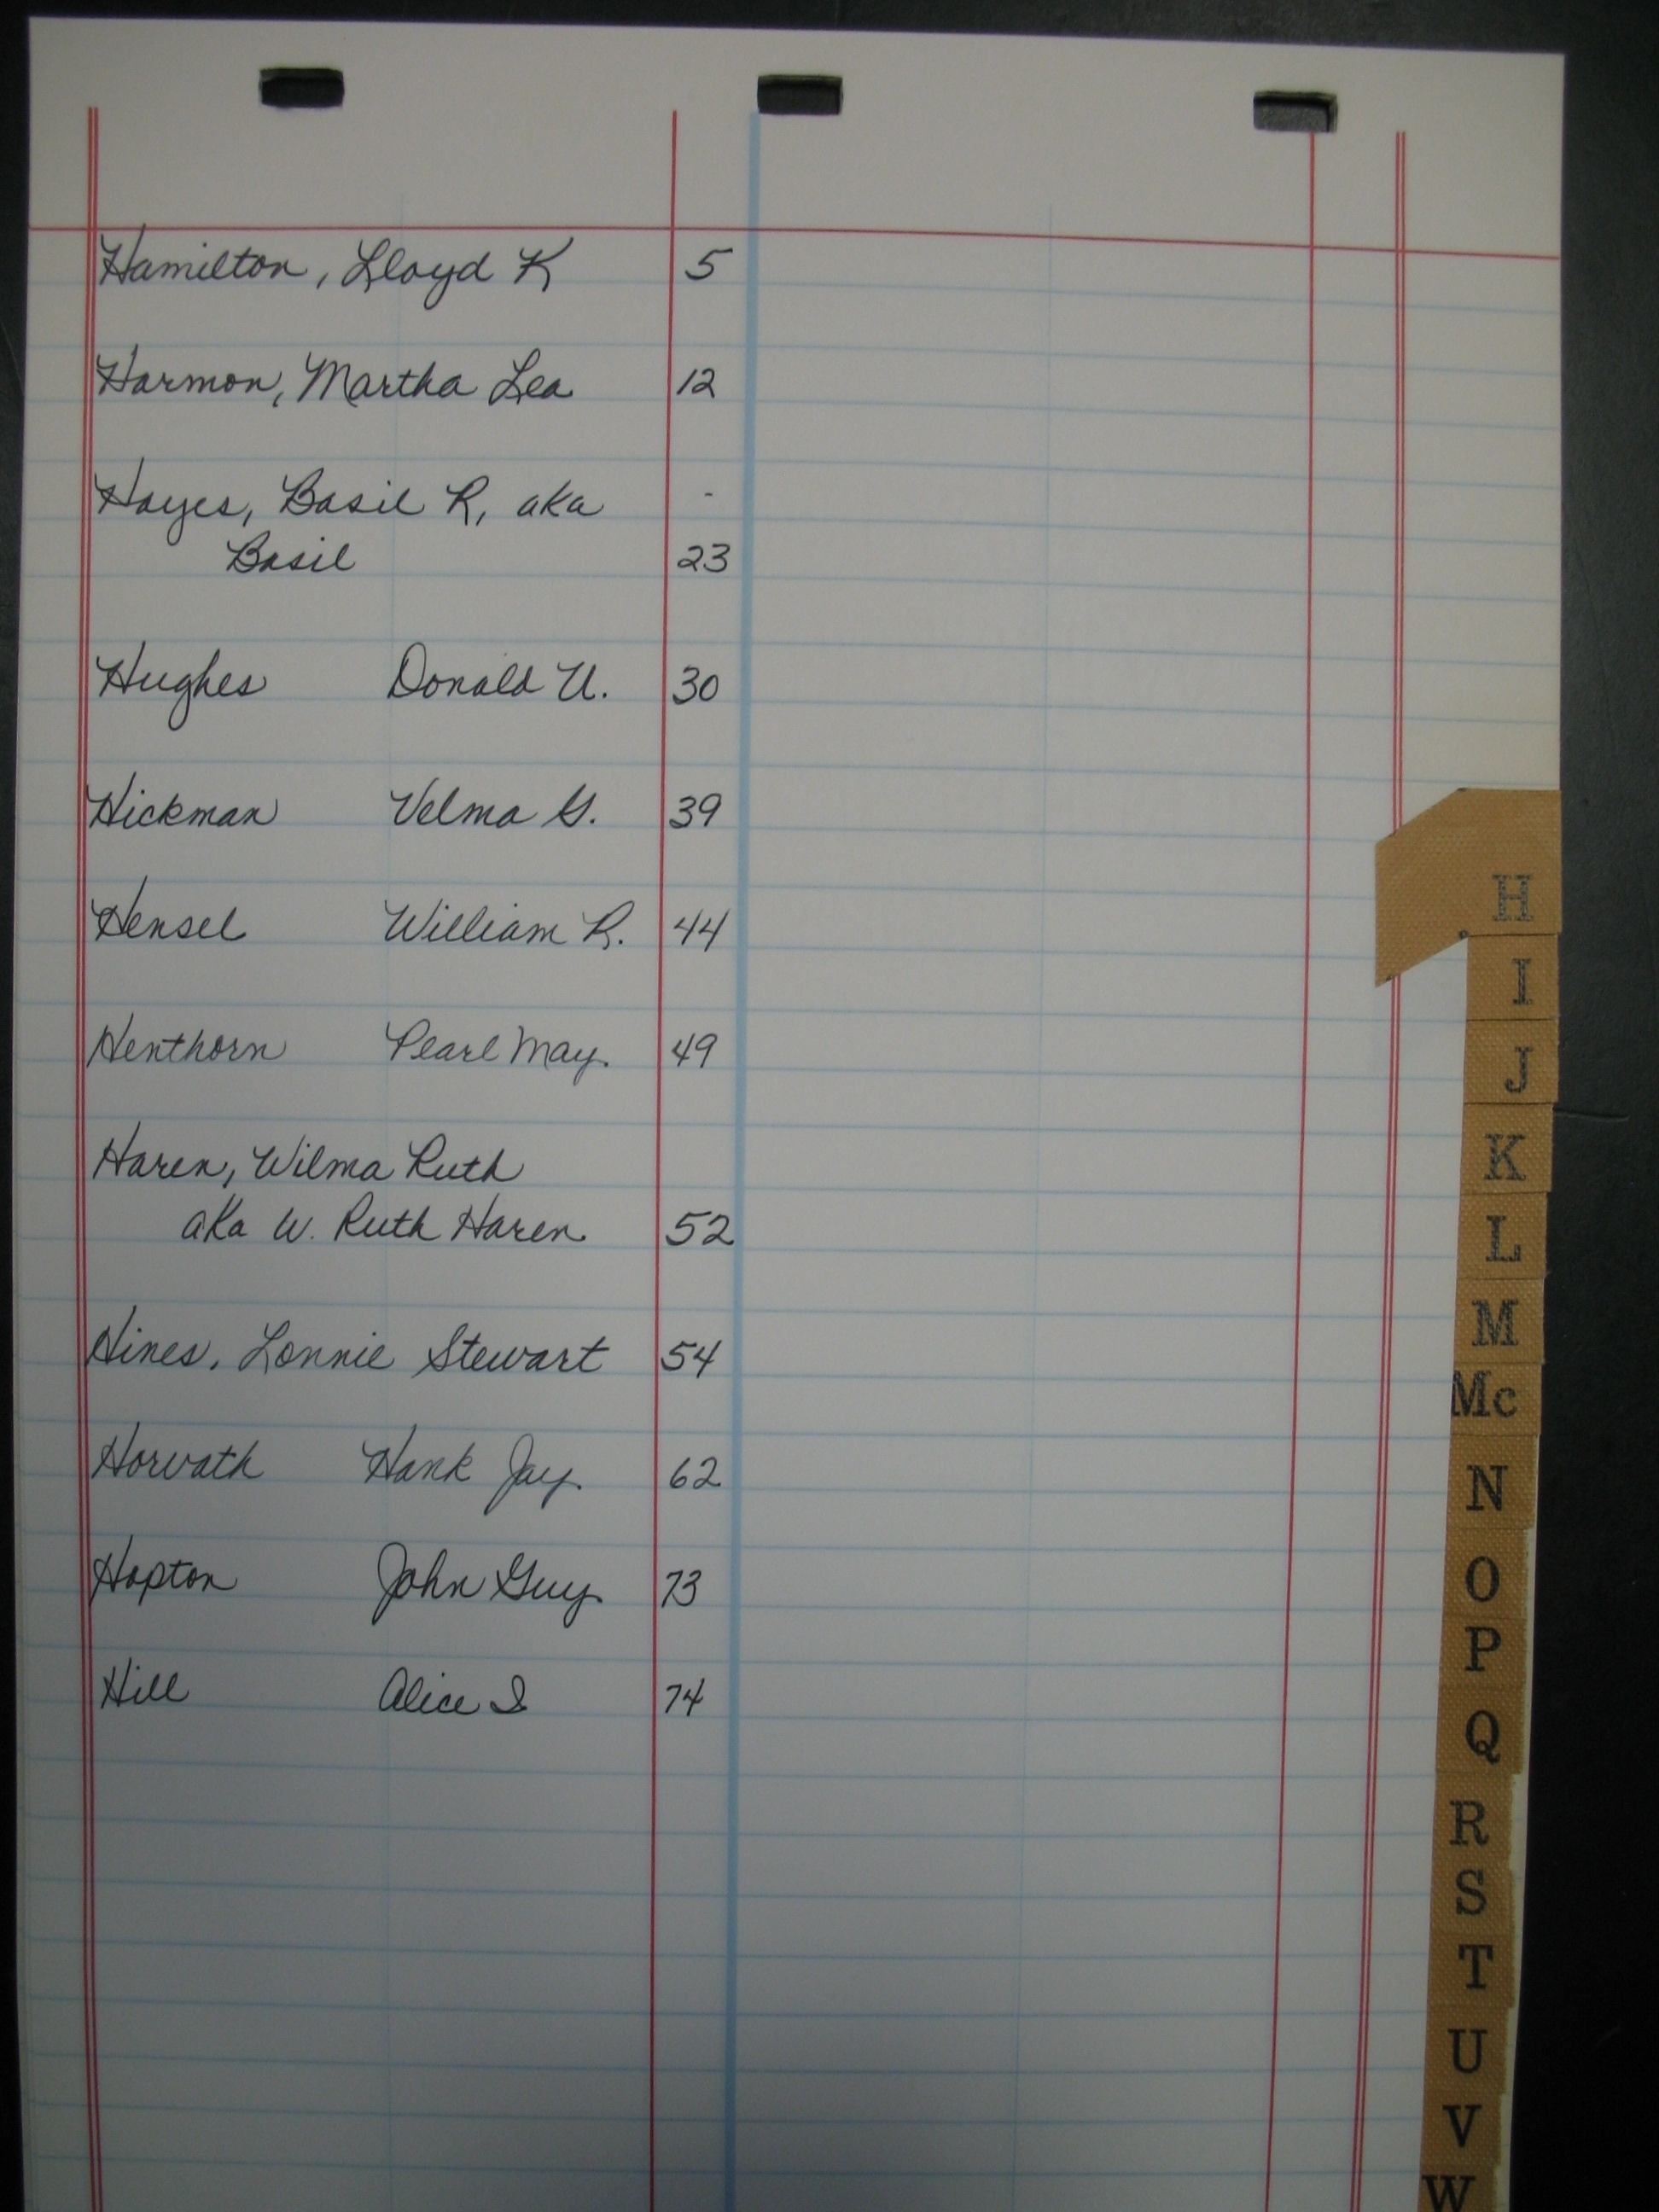 Hamilton, Lloyd K 5
Harmon, Martha Lea 12
Hayes, Basil R, aka -
Basil 23
Hughes Donald U. 30
Hickman Velma G. 39
Hensel William R. 44
Henthorn Pearl May. 49
Haren, Wilma Ruth
aka W. Ruth Haren 52
Hines, Lonnie Stewart 54
Horvath Hank Jay. 62
Hopton John Guy 73
Hill Alice I 74
H
I
J
K
L
M
Mc
N
O
P
Q
R
S
T
U
V
W